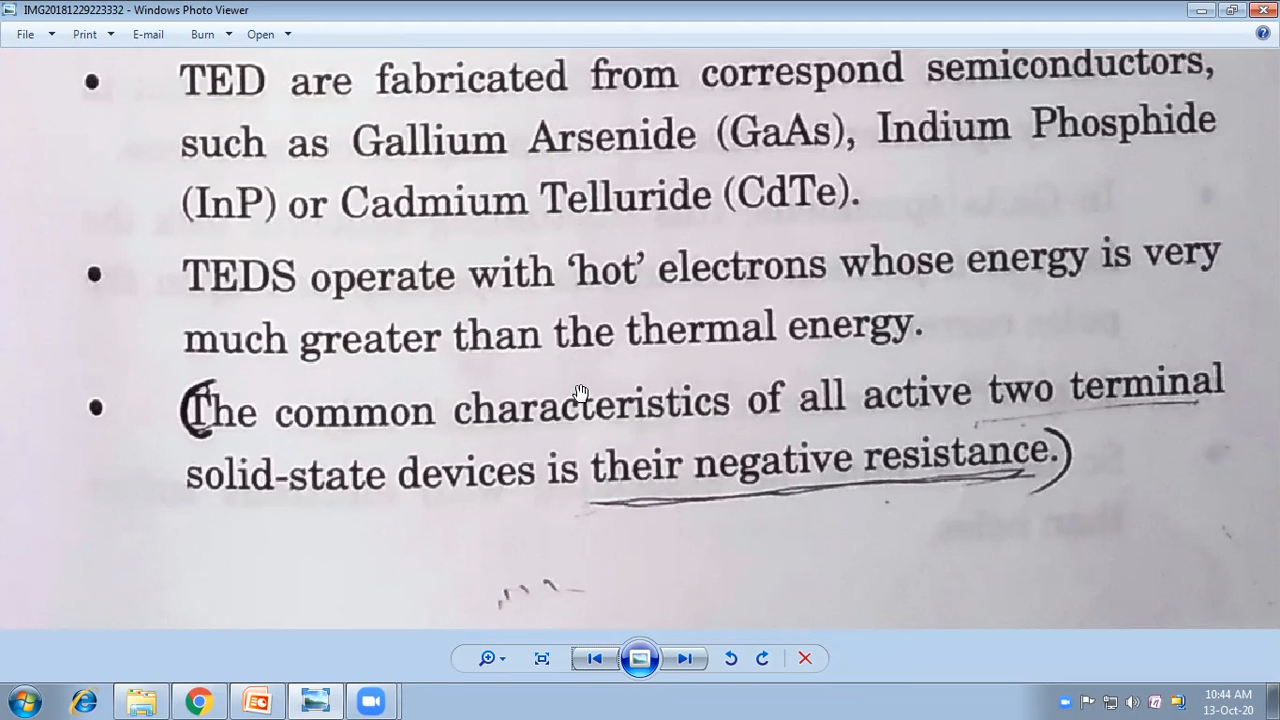 IMG20181229223332 - Windows Photo Viewer
File Print E-mail Burn Open
• TED are fabricated from correspond semiconductors,
such as Gallium Arsenide (GaAs), Indium Phosphide
(InP) or Cadmium Telluride (CdTe).
• TEDS operate with ‘hot’ electrons whose energy is very
much greater than the thermal energy.
• (The common characteristics of all active two terminal
solid-state devices is their negative resistance.)
10:44 AM
13-Oct-20